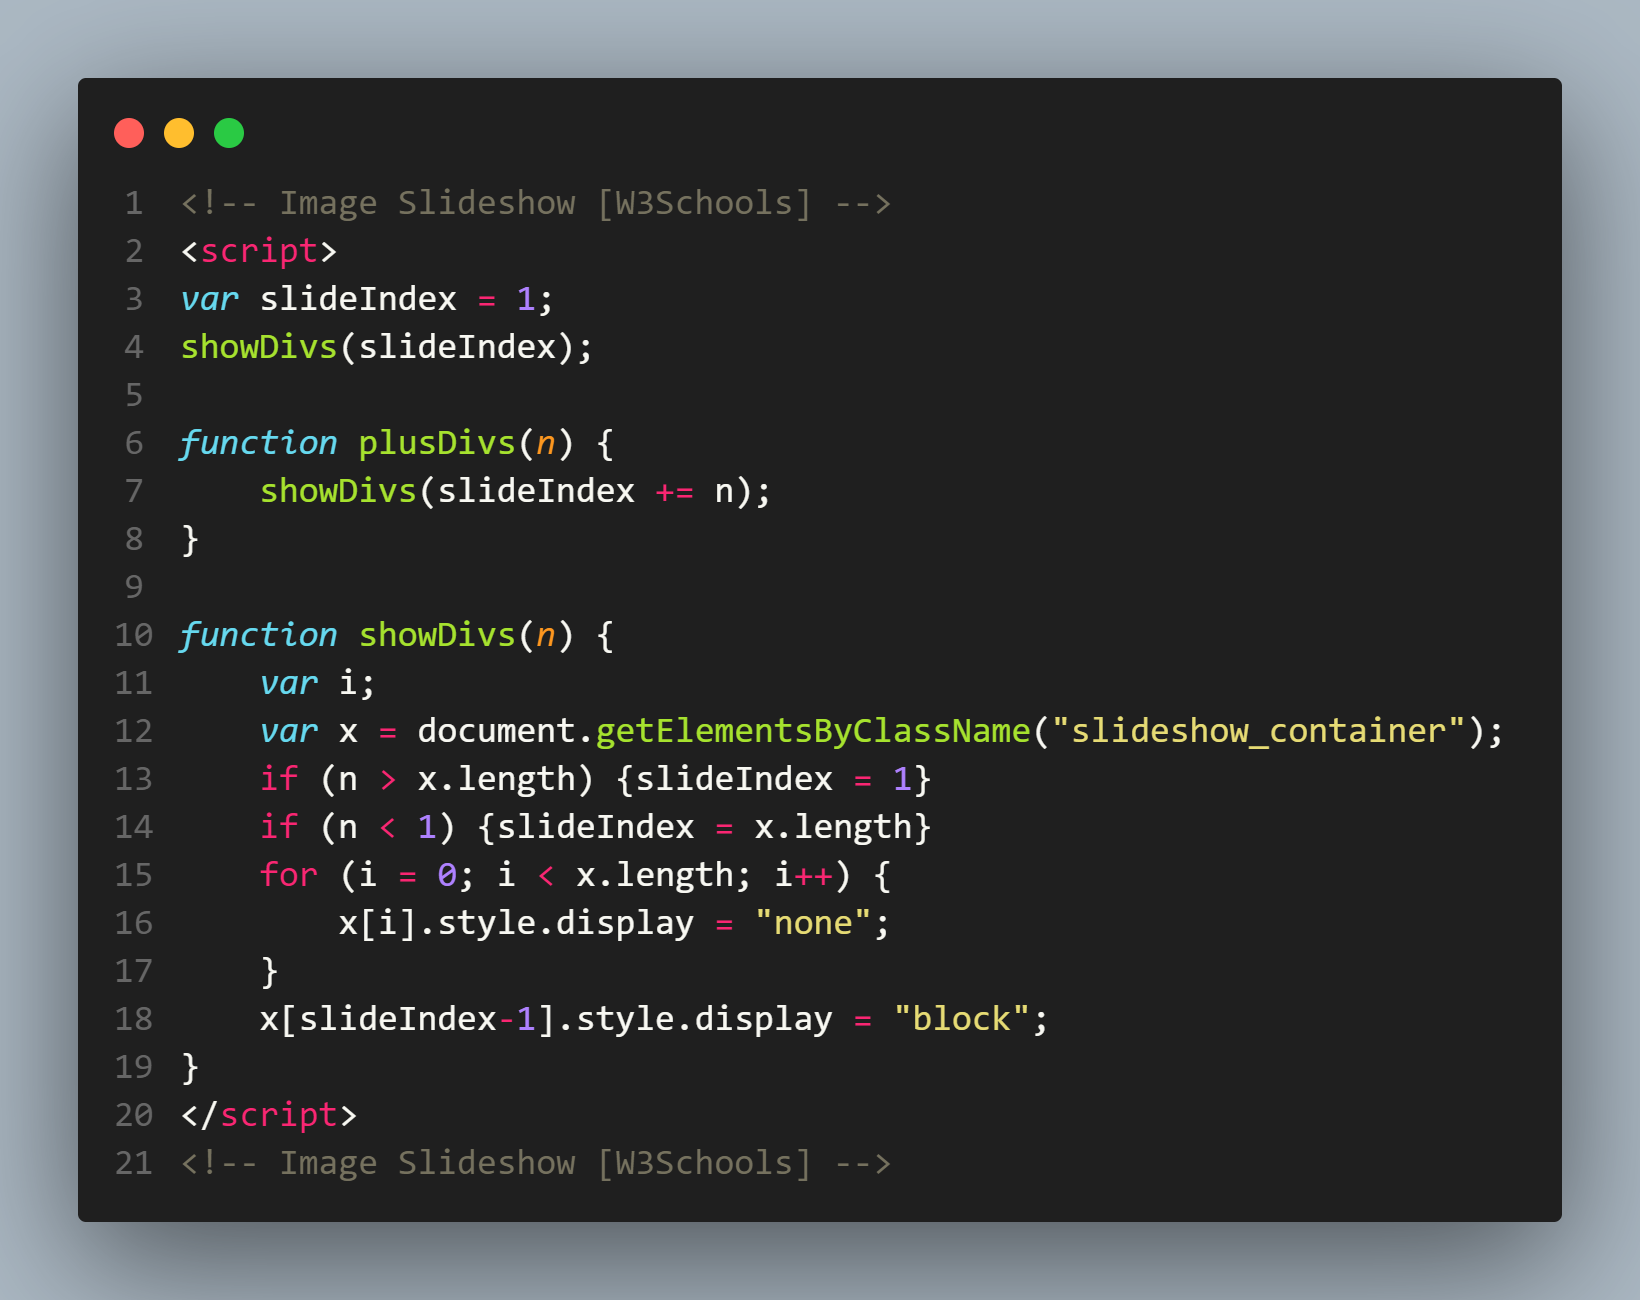 1 <!-- Image Slideshow [W3Schools] -->
2 <script>
3 var slideIndex = 1;
4 showDivs(slideIndex);
5
6 function plusDivs(n) {
7     showDivs(slideIndex += n);
8 }
9
10 function showDivs(n) {
11     var i;
12     var x = document.getElementsByClassName("slideshow_container");
13     if (n > x.length) {slideIndex = 1}
14     if (n < 1) {slideIndex = x.length}
15     for (i = 0; i < x.length; i++) {
16         x[i].style.display = "none";
17     }
18     x[slideIndex-1].style.display = "block";
19 }
20 </script>
21 <!-- Image Slideshow [W3Schools] -->